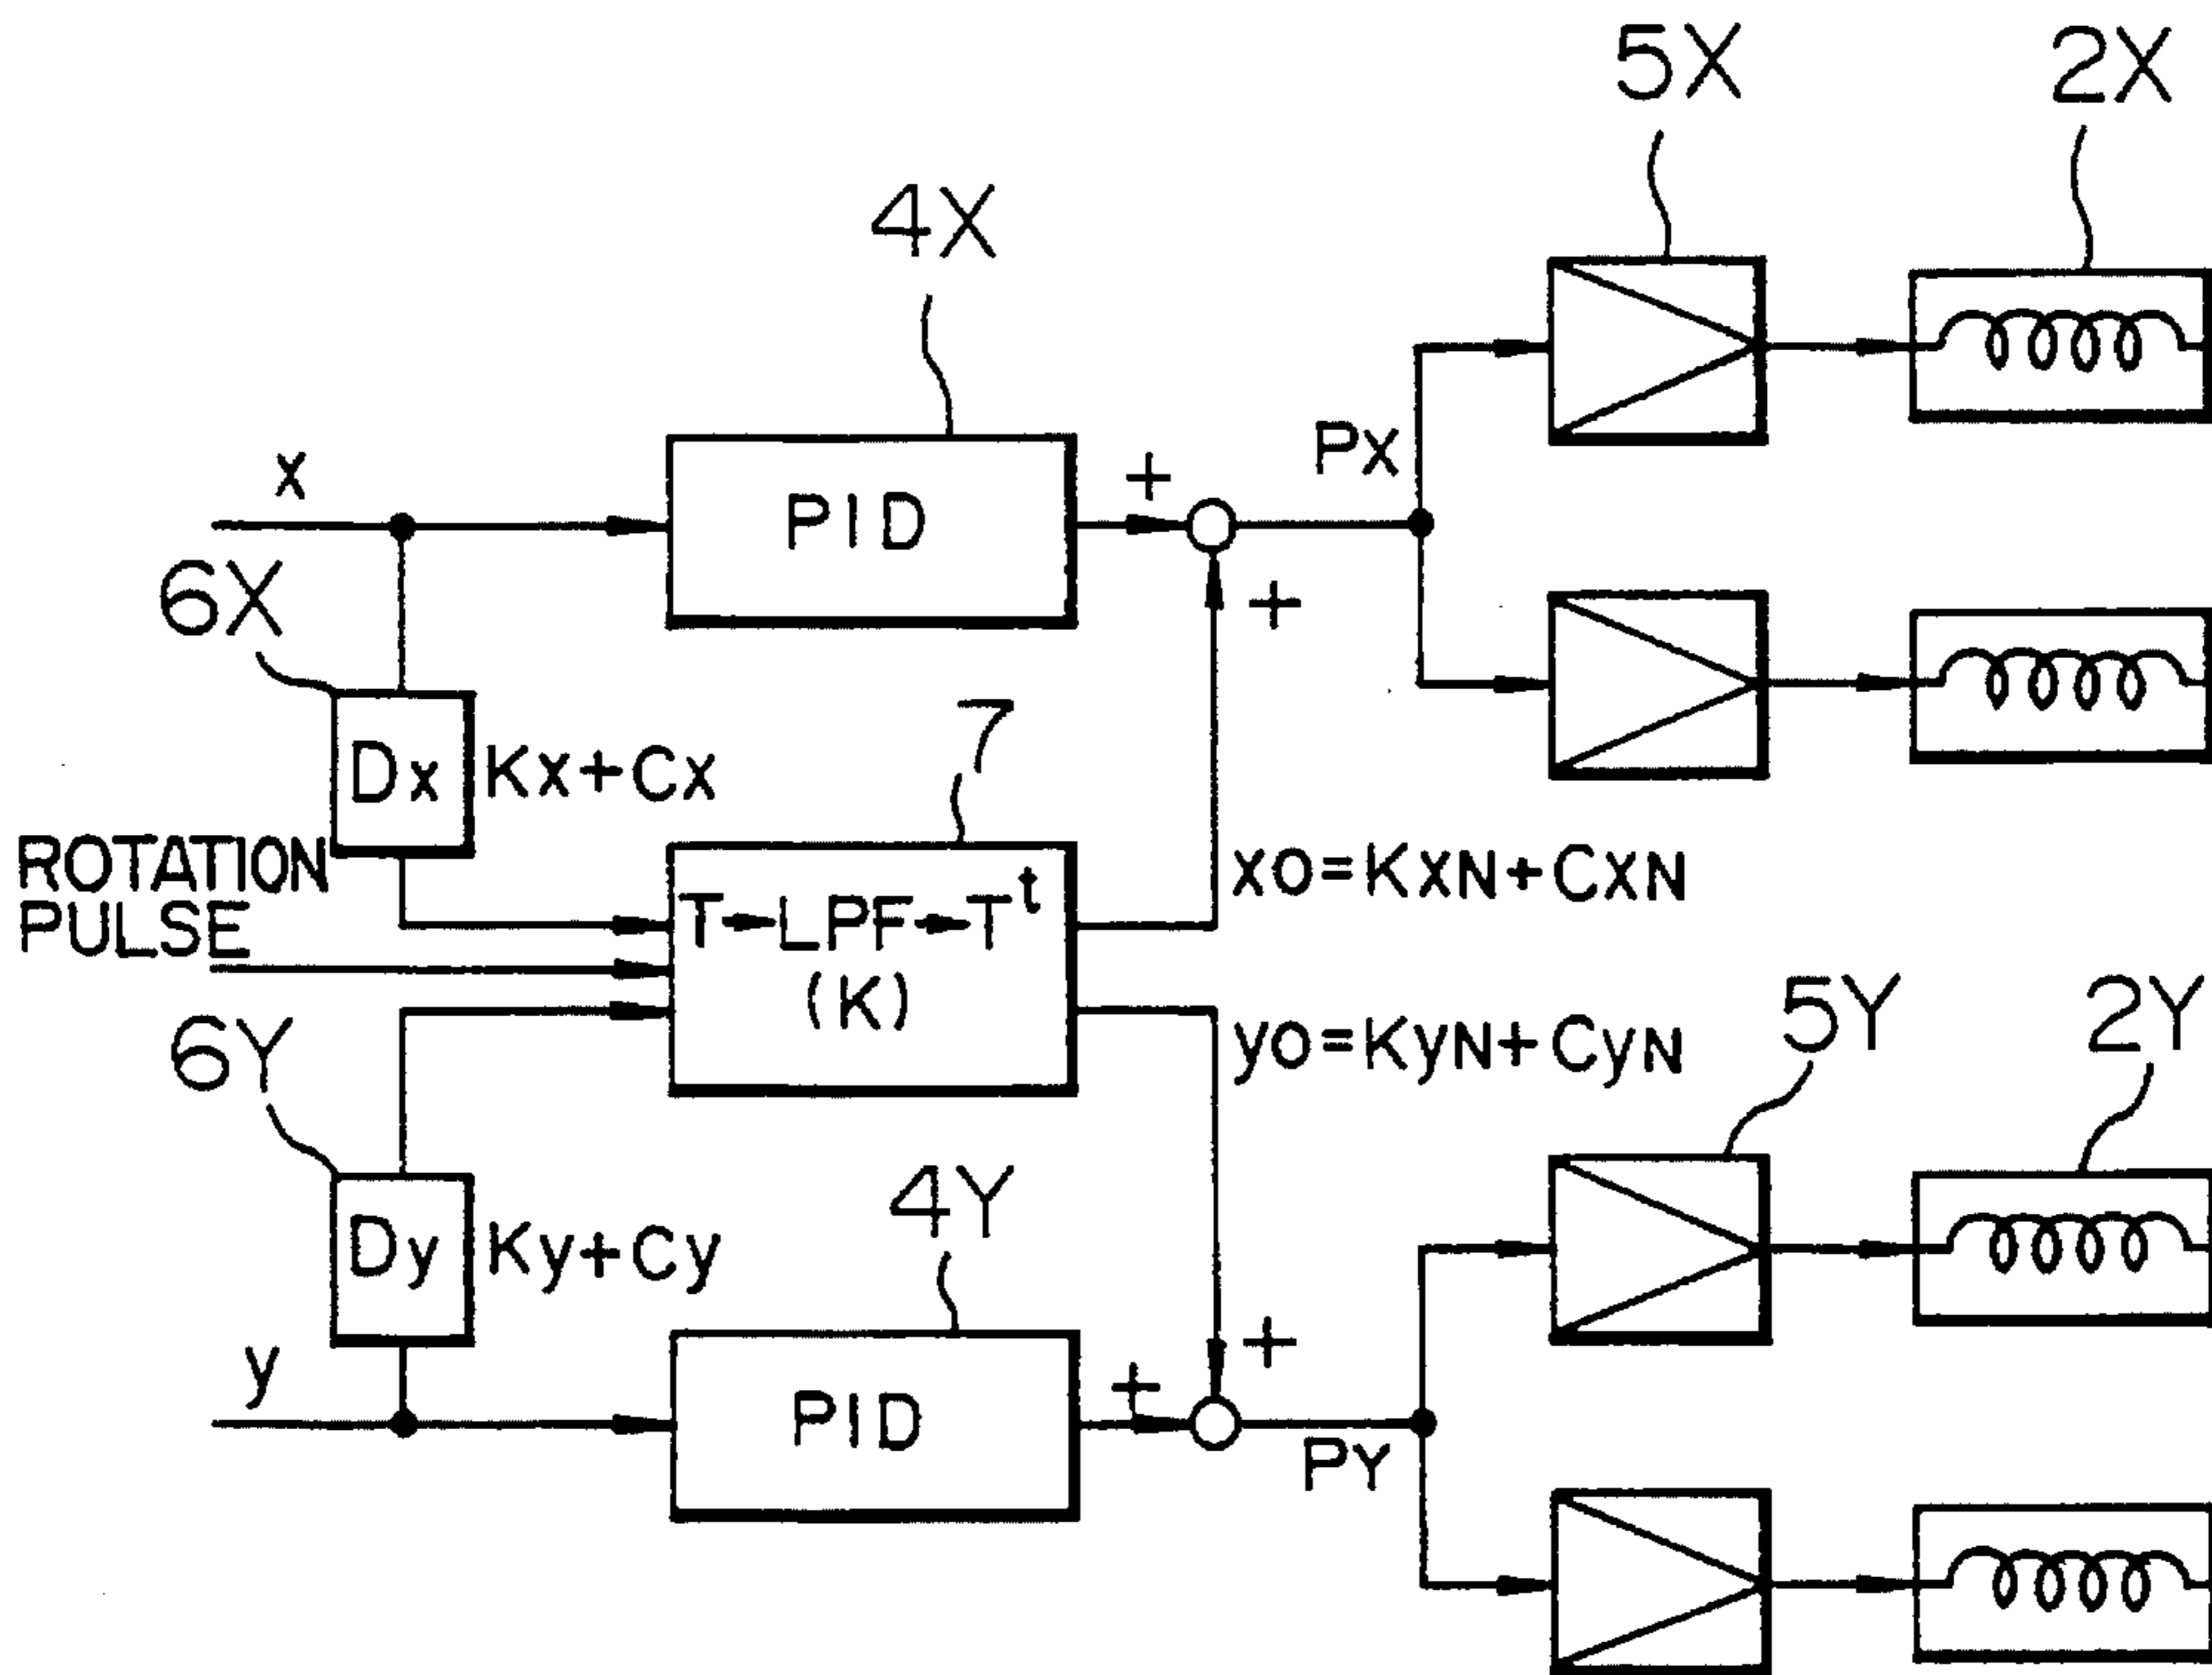 5X
2X
4X
x
PID
+
Px
+
6X
Dx
Kx+Cx
7
ROTATION
PULSE
T→LPF→Tᵗ
(K)
xo=KxN+CxN
yo=KyN+CyN
5Y
2Y
6Y
Dy
Ky+Cy
4Y
y
PID
+
+
PY